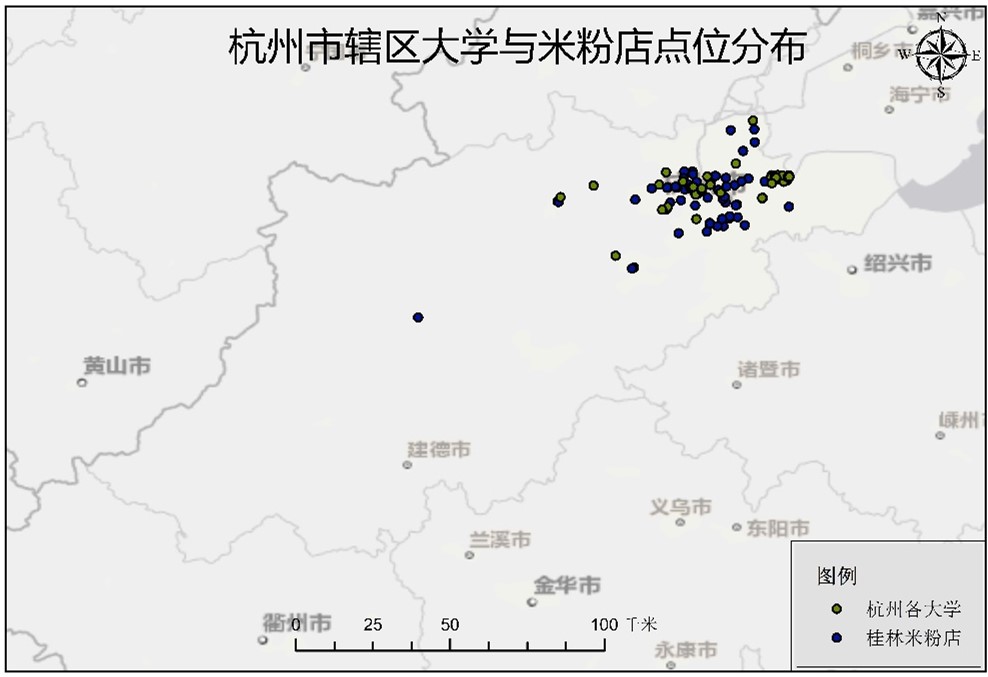 杭州市辖区大学与米粉店点位分布
嘉兴市
桐乡市
海宁市
N
W
E
S
绍兴市
黄山市
诸暨市
嵊州市
建德市
义乌市
东阳市
兰溪市
金华市
衢州市
永康市
0 25 50 100 千米
图例
杭州各大学
桂林米粉店